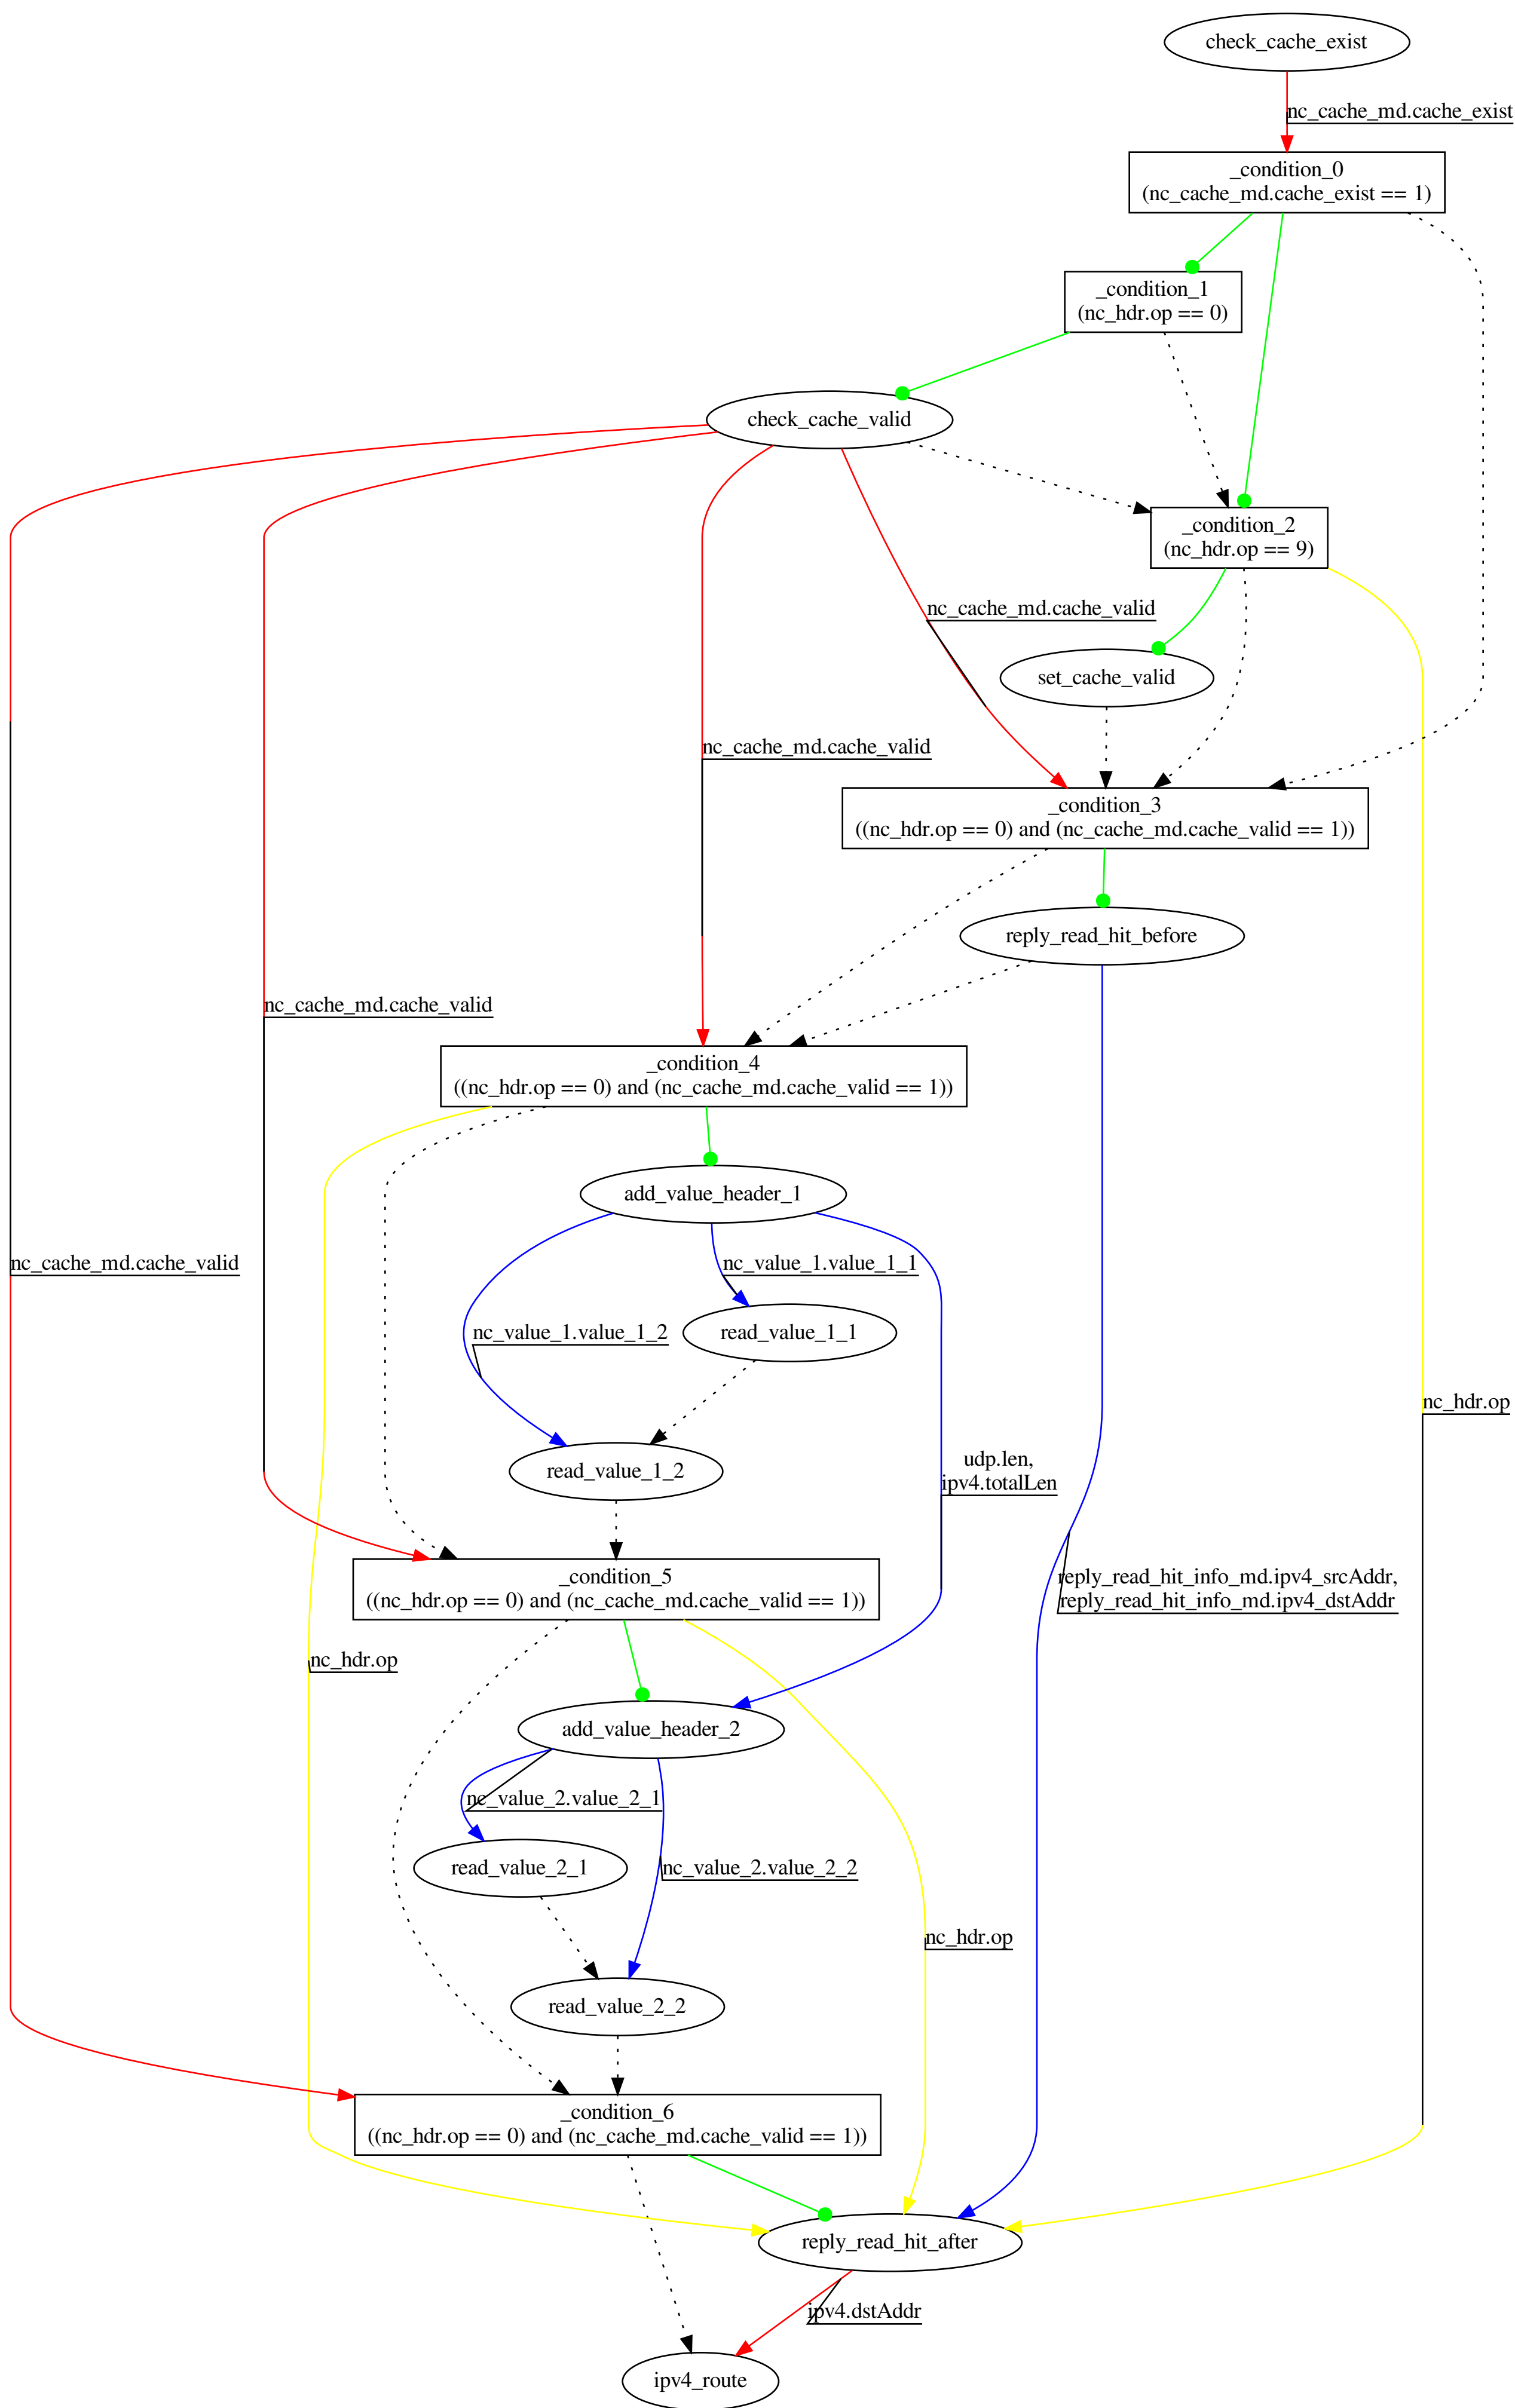 check_cache_exist
nc_cache_md.cache_exist
_condition_0
(nc_cache_md.cache_exist == 1)
_condition_1
(nc_hdr.op == 0)
check_cache_valid
_condition_2
(nc_hdr.op == 9)
nc_cache_md.cache_valid
set_cache_valid
nc_cache_md.cache_valid
_condition_3
((nc_hdr.op == 0) and (nc_cache_md.cache_valid == 1))
reply_read_hit_before
nc_cache_md.cache_valid
_condition_4
((nc_hdr.op == 0) and (nc_cache_md.cache_valid == 1))
add_value_header_1
nc_cache_md.cache_valid
nc_value_1.value_1_1
nc_value_1.value_1_2
read_value_1_1
nc_hdr.op
udp.len,
ipv4.totalLen
read_value_1_2
_condition_5
((nc_hdr.op == 0) and (nc_cache_md.cache_valid == 1))
reply_read_hit_info_md.ipv4_srcAddr,
reply_read_hit_info_md.ipv4_dstAddr
nc_hdr.op
add_value_header_2
nc_value_2.value_2_1
read_value_2_1
nc_value_2.value_2_2
nc_hdr.op
read_value_2_2
_condition_6
((nc_hdr.op == 0) and (nc_cache_md.cache_valid == 1))
reply_read_hit_after
ipv4.dstAddr
ipv4_route